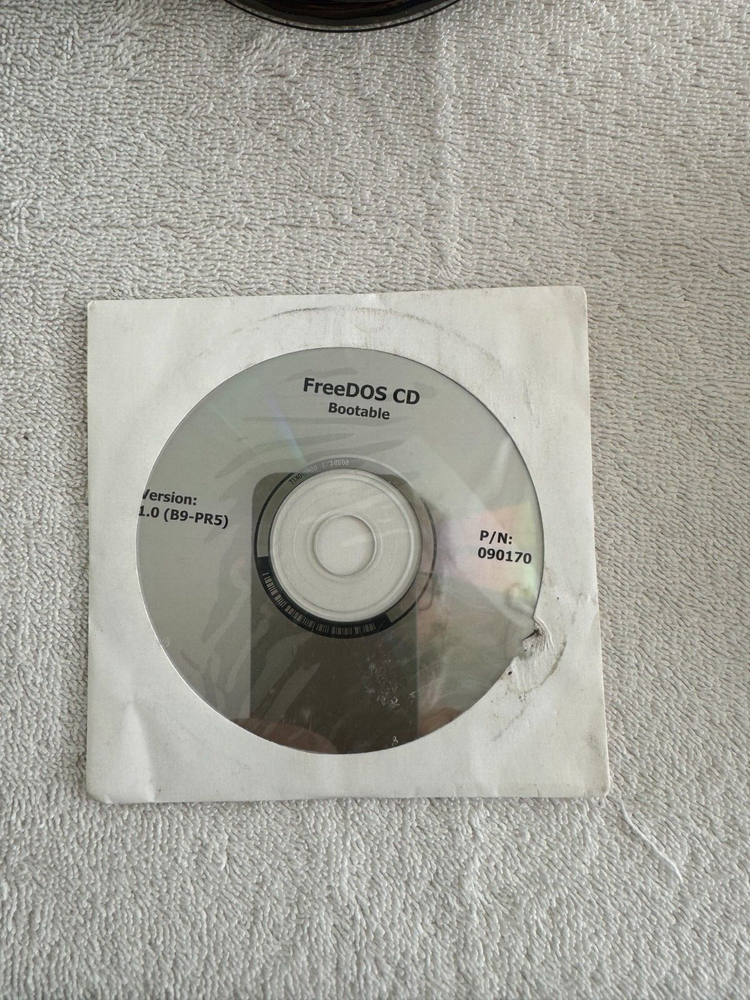 FreeDOS CD
Bootable
Version:
1.0 (B9-PR5)
P/N:
090170